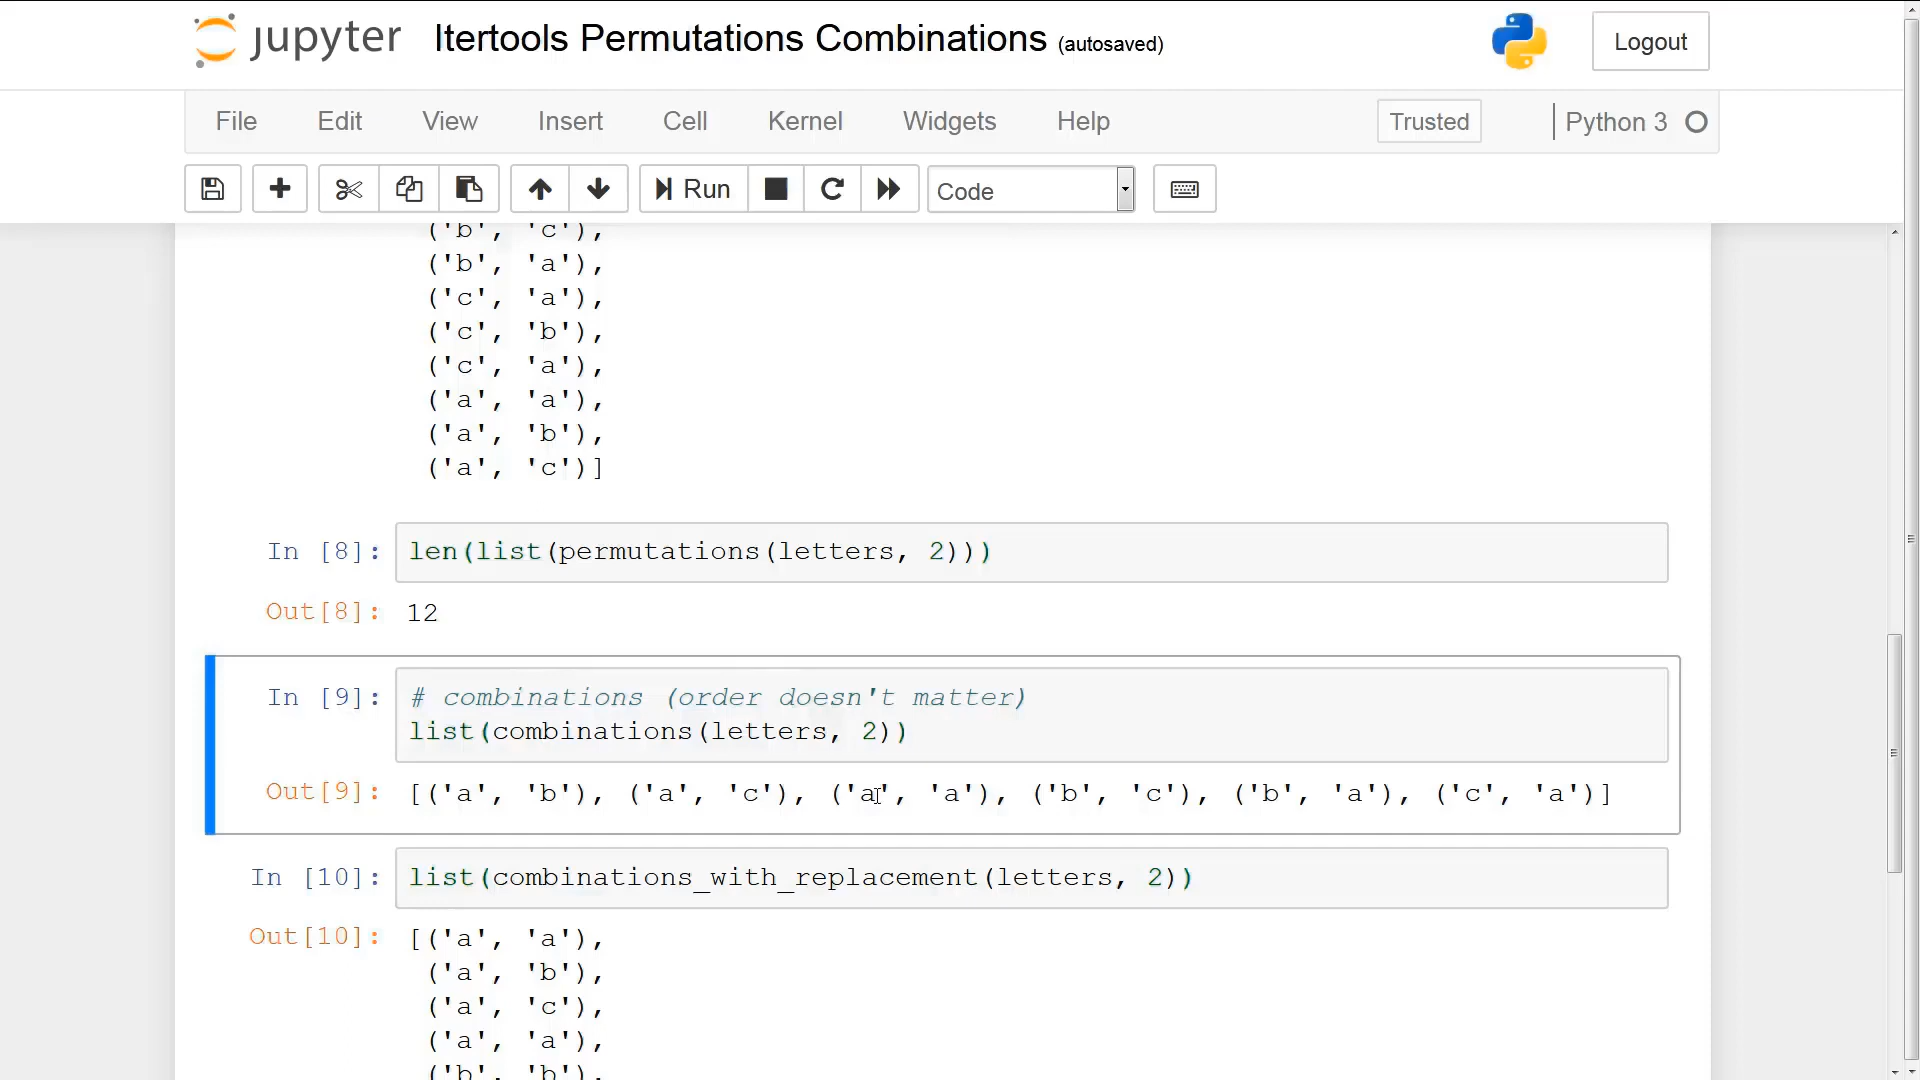 jupyter Itertools Permutations Combinations (autosaved) Logout
File Edit View Insert Cell Kernel Widgets Help Trusted Python 3
Run Code
('b', 'c'),
('b', 'a'),
('c', 'a'),
('c', 'b'),
('c', 'a'),
('a', 'a'),
('a', 'b'),
('a', 'c')]
In [8]: len(list(permutations(letters, 2)))
Out[8]: 12
In [9]: # combinations (order doesn't matter)
list(combinations(letters, 2))
Out[9]: [('a', 'b'), ('a', 'c'), ('a', 'a'), ('b', 'c'), ('b', 'a'), ('c', 'a')]
In [10]: list(combinations_with_replacement(letters, 2))
Out[10]: [('a', 'a'),
('a', 'b'),
('a', 'c'),
('a', 'a'),
('b', 'b'),